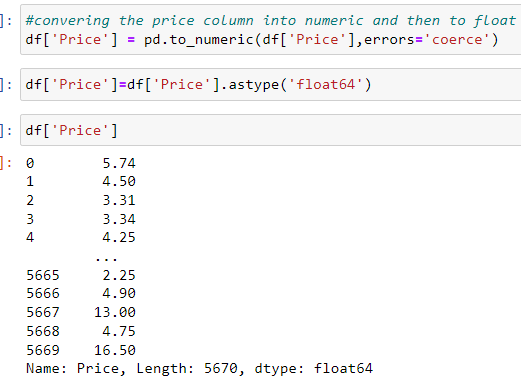 ]: #convering the price column into numeric and then to float
df['Price'] = pd.to_numeric(df['Price'],errors='coerce')
]: df['Price']=df['Price'].astype('float64')
]: df['Price']
]: 0 5.74
1 4.50
2 3.31
3 3.34
4 4.25
...
5665 2.25
5666 4.90
5667 13.00
5668 4.75
5669 16.50
Name: Price, Length: 5670, dtype: float64